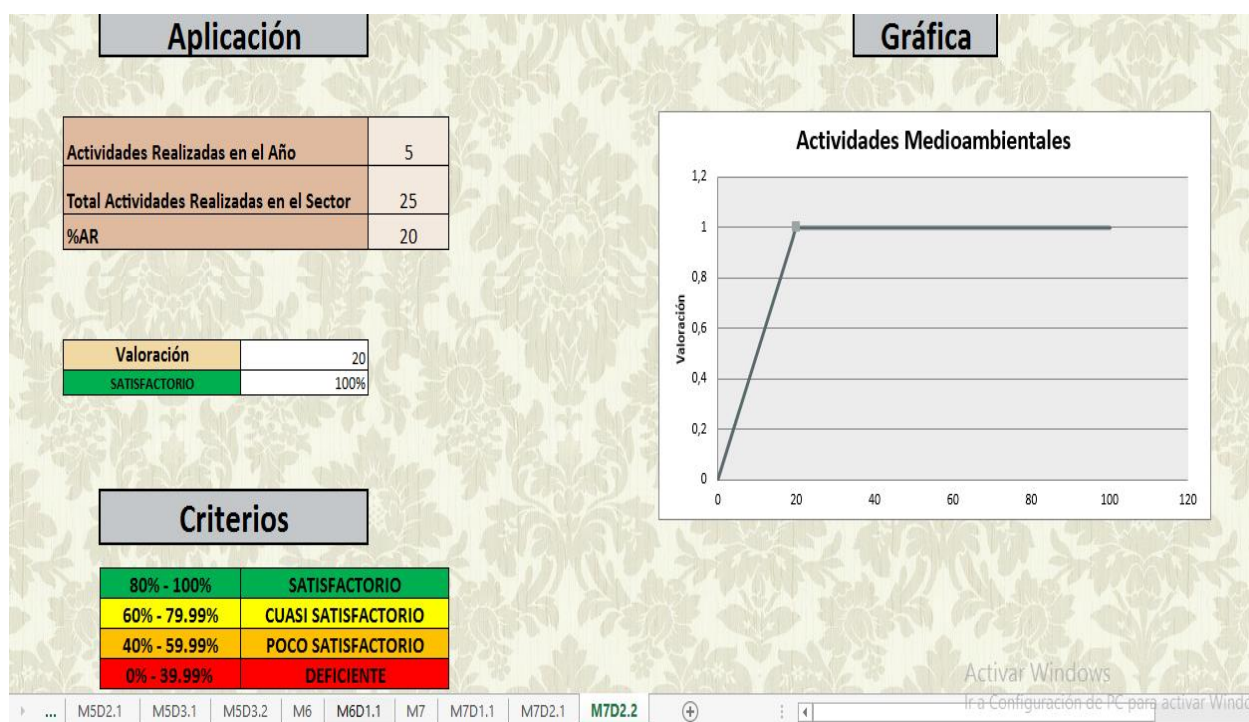 Aplicación
Gráfica
Actividades Realizadas en el Año 5
Total Actividades Realizadas en el Sector 25
%AR 20
Valoración 20
SATISFACTORIO 100%
Actividades Medioambientales
1,2
1
0,8
0,6
0,4
0,2
0
Valoración
0 20 40 60 80 100 120
Criterios
80% - 100% SATISFACTORIO
60% - 79.99% CUASI SATISFACTORIO
40% - 59.99% POCO SATISFACTORIO
0% - 39.99% DEFICIENTE
Activar Windows
Ir a Configuración de PC para activar Windo
... M5D2.1 M5D3.1 M5D3.2 M6 M6D1.1 M7 M7D1.1 M7D2.1 M7D2.2